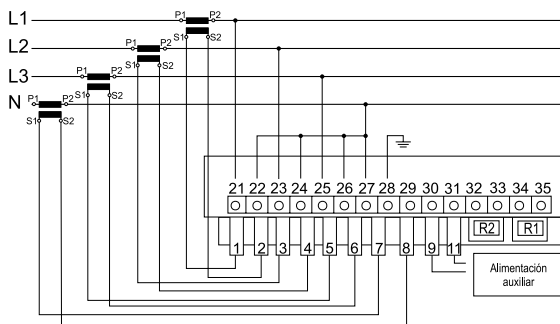 L1 P1 P2
S1 S2
L2 P1 P2
S1 S2
L3 P1 P2
S1 S2
N P1 P2
S1 S2
21 22 23 24 25 26 27 28 29 30 31 32 33 34 35
R2 R1
1 2 3 4 5 6 7 8 9 11
Alimentación
auxiliar